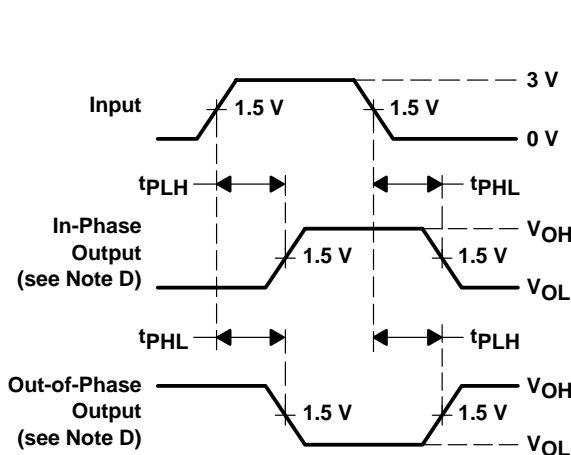 3 V
Input
1.5 V
1.5 V
0 V
tPLH
tPHL
In-Phase
Output
(see Note D)
VOH
1.5 V
1.5 V
VOL
tPHL
tPLH
Out-of-Phase
Output
(see Note D)
VOH
1.5 V
1.5 V
VOL